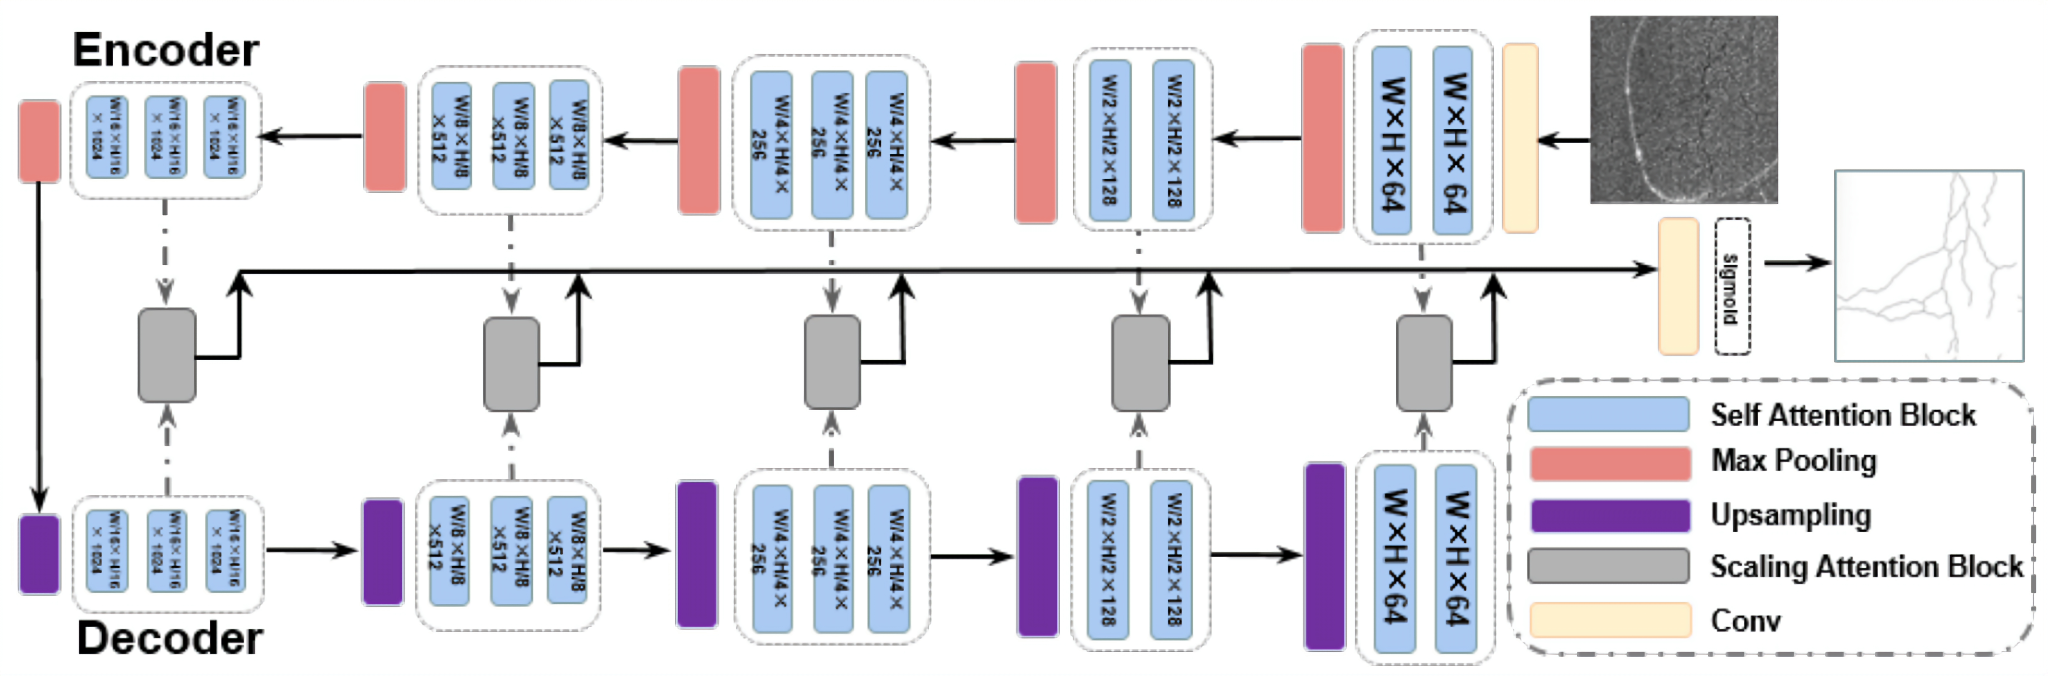 Encoder
W/16×H/16
× 1024
W/16×H/16
× 1024
W/16×H/16
× 1024
W/8×H/8
×512
W/8×H/8
×512
W/8×H/8
×512
W/4×H/4×
256
W/4×H/4×
256
W/4×H/4×
256
W/2×H/2×128
W/2×H/2×128
W×H×64
W×H×64
sigmoid
Decoder
W/16×H/16
× 1024
W/16×H/16
× 1024
W/16×H/16
× 1024
W/8×H/8
×512
W/8×H/8
×512
W/8×H/8
×512
W/4×H/4×
256
W/4×H/4×
256
W/4×H/4×
256
W/2×H/2×128
W/2×H/2×128
W×H×64
W×H×64
Self Attention Block
Max Pooling
Upsampling
Scaling Attention Block
Conv